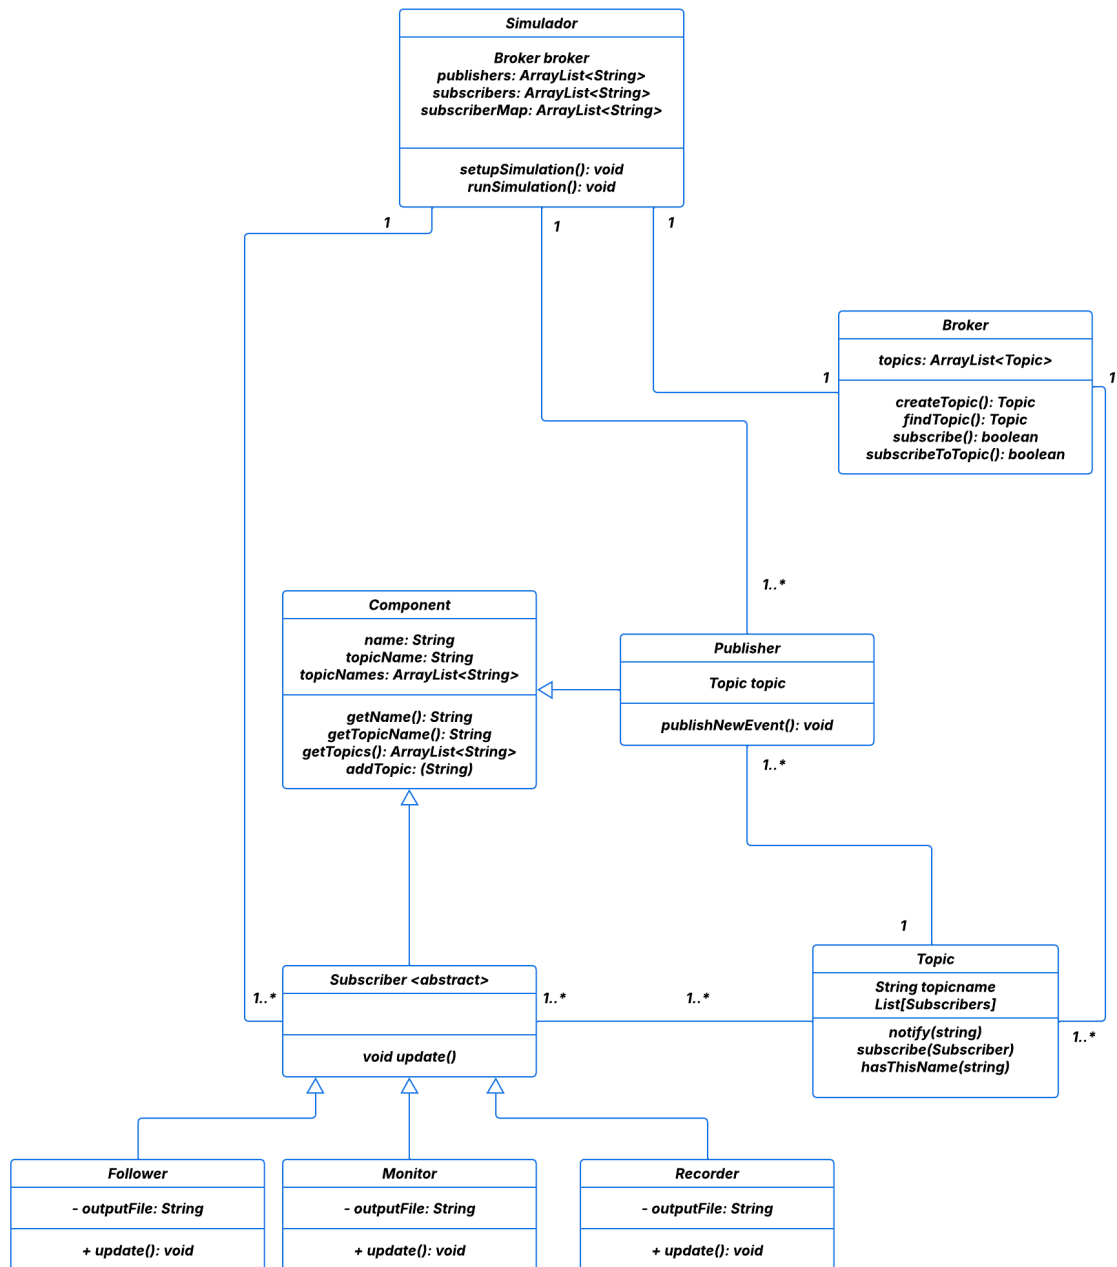 Simulador
Broker broker
publishers: ArrayList<String>
subscribers: ArrayList<String>
subscriberMap: ArrayList<String>
setupSimulation(): void
runSimulation(): void
1
1
1
Broker
topics: ArrayList<Topic>
createTopic(): Topic
findTopic(): Topic
subscribe(): boolean
subscribeToTopic(): boolean
1
1
1..*
Component
name: String
topicName: String
topicNames: ArrayList<String>
getName(): String
getTopicName(): String
getTopics(): ArrayList<String>
addTopic: (String)
Publisher
Topic topic
publishNewEvent(): void
1..*
1
Subscriber <abstract>
void update()
1..*
1..*
1..*
Topic
String topicname
List[Subscribers]
notify(string)
subscribe(Subscriber)
hasThisName(string)
1..*
Follower
- outputFile: String
+ update(): void
Monitor
- outputFile: String
+ update(): void
Recorder
- outputFile: String
+ update(): void